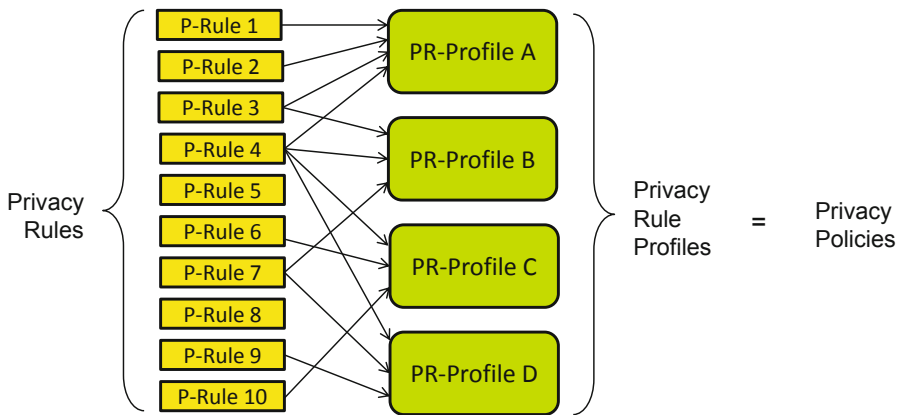 Privacy
Rules
P-Rule 1
P-Rule 2
P-Rule 3
P-Rule 4
P-Rule 5
P-Rule 6
P-Rule 7
P-Rule 8
P-Rule 9
P-Rule 10
PR-Profile A
PR-Profile B
PR-Profile C
PR-Profile D
Privacy
Rule
Profiles
=
Privacy
Policies